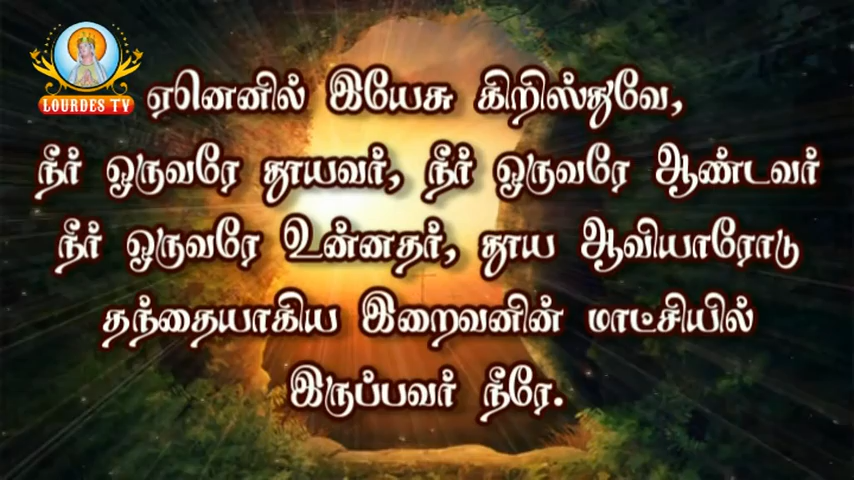 LOURDES TV
ஏனெனில் இயேசு கிறிஸ்துவே,
நீர் ஒருவரே தூயவர், நீர் ஒருவரே ஆண்டவர்
நீர் ஒருவரே உன்னதர், தூய ஆவியாரோடு
தந்தையாகிய இறைவனின் மாட்சியில்
இருப்பவர் நீரே.